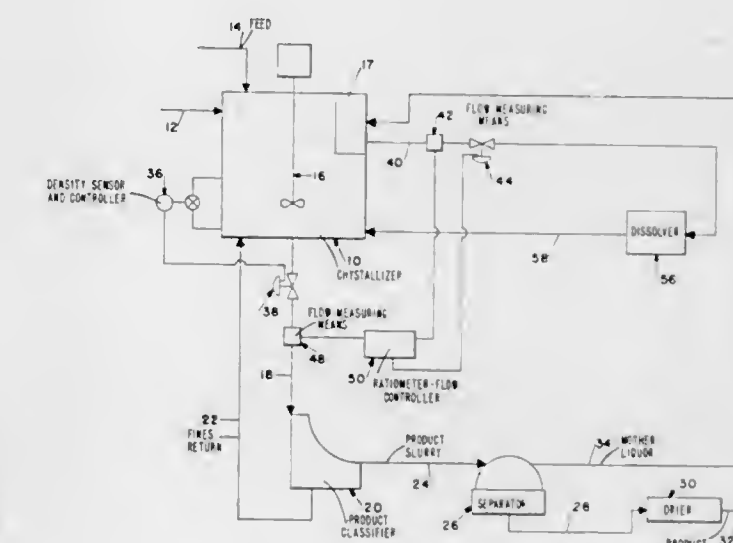 14 FEED
17
12
42
FLOW MEASURING
MEANS
40
44
36
DENSITY SENSOR
AND CONTROLLER
16
DISSOLVER
58
56
10
CHYSTALLIZER
38
FLOW MEASURING
MEANS
48
50
RATIOMETER-FLOW
CONTROLLER
18
22
FINES
RETURN
PRODUCT
SLURRY
24
34
MOTHER
LIQUOR
20
PRODUCT
CLASSIFIER
SEPARATOR
26
28
30
DRIER
PRODUCT
32